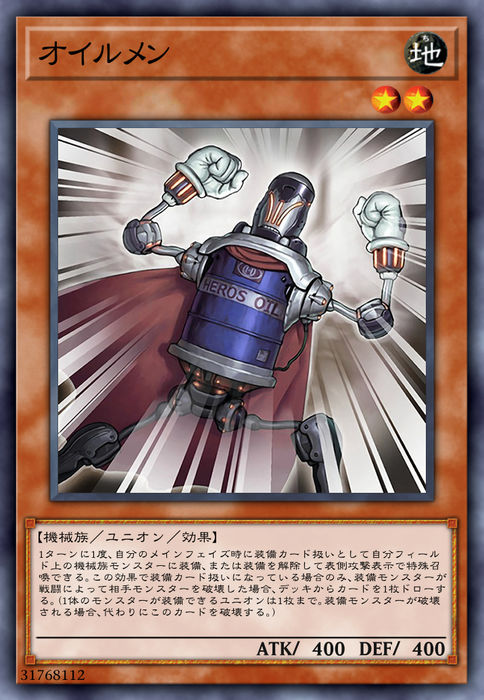 オイルメン
地
ち
HEROS OIL
【機械族／ユニオン／効果】
1ターンに1度、自分のメインフェイズ時に装備カード扱いとして自分フィール
ド上の機械族モンスターに装備、または装備を解除して表側攻撃表示で特殊召
喚できる。この効果で装備カード扱いになっている場合のみ、装備モンスターが
戦闘によって相手モンスターを破壊した場合、デッキからカードを1枚ドローす
る。(1体のモンスターが装備できるユニオンは1枚まで。装備モンスターが破壊
される場合、代わりにこのカードを破壊する。)
ATK/ 400 DEF/ 400
31768112